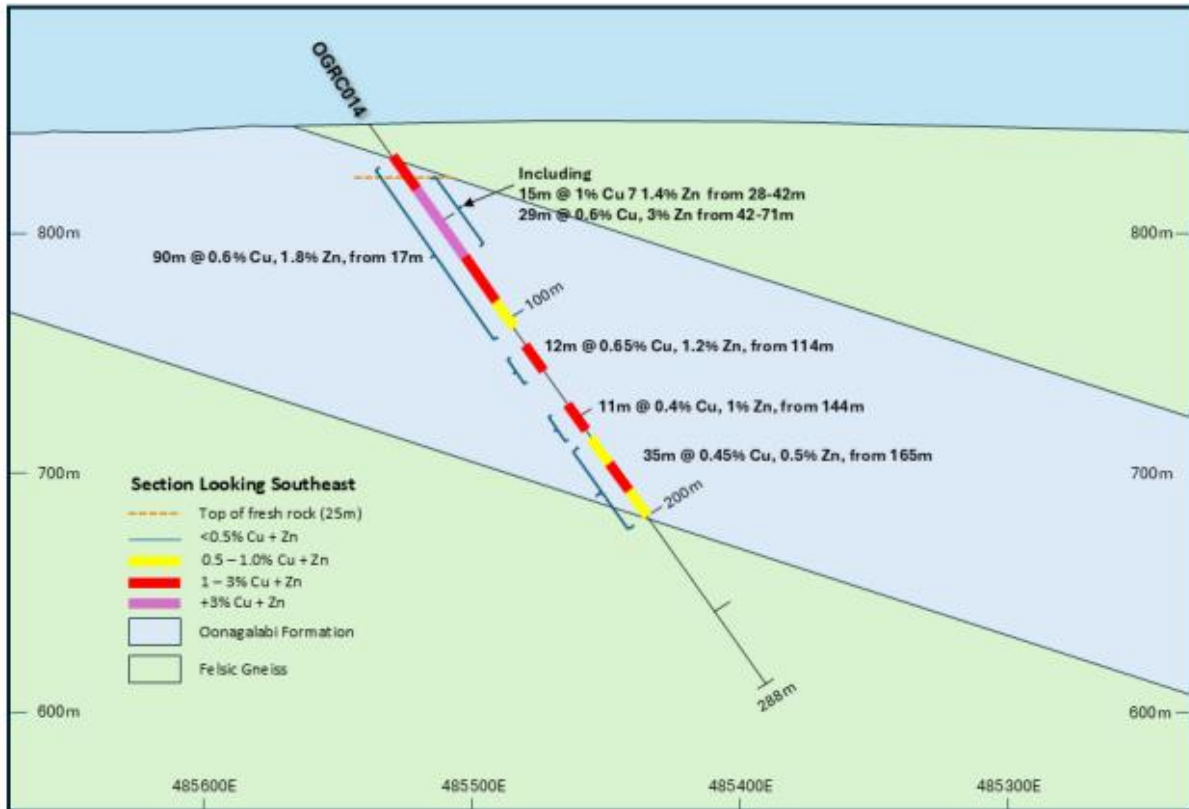 OGRC014
Including
15m @ 1% Cu 7 1.4% Zn from 28-42m
29m @ 0.6% Cu, 3% Zn from 42-71m
800m
800m
90m @ 0.6% Cu, 1.8% Zn, from 17m
100m
12m @ 0.65% Cu, 1.2% Zn, from 114m
11m @ 0.4% Cu, 1% Zn, from 144m
35m @ 0.45% Cu, 0.5% Zn, from 165m
700m
700m
200m
Section Looking Southeast
Top of fresh rock (25m)
<0.5% Cu + Zn
0.5 – 1.0% Cu + Zn
1 – 3% Cu + Zn
+3% Cu + Zn
Oonagalabi Formation
Felsic Gneiss
288m
600m
600m
485600E
485500E
485400E
485300E